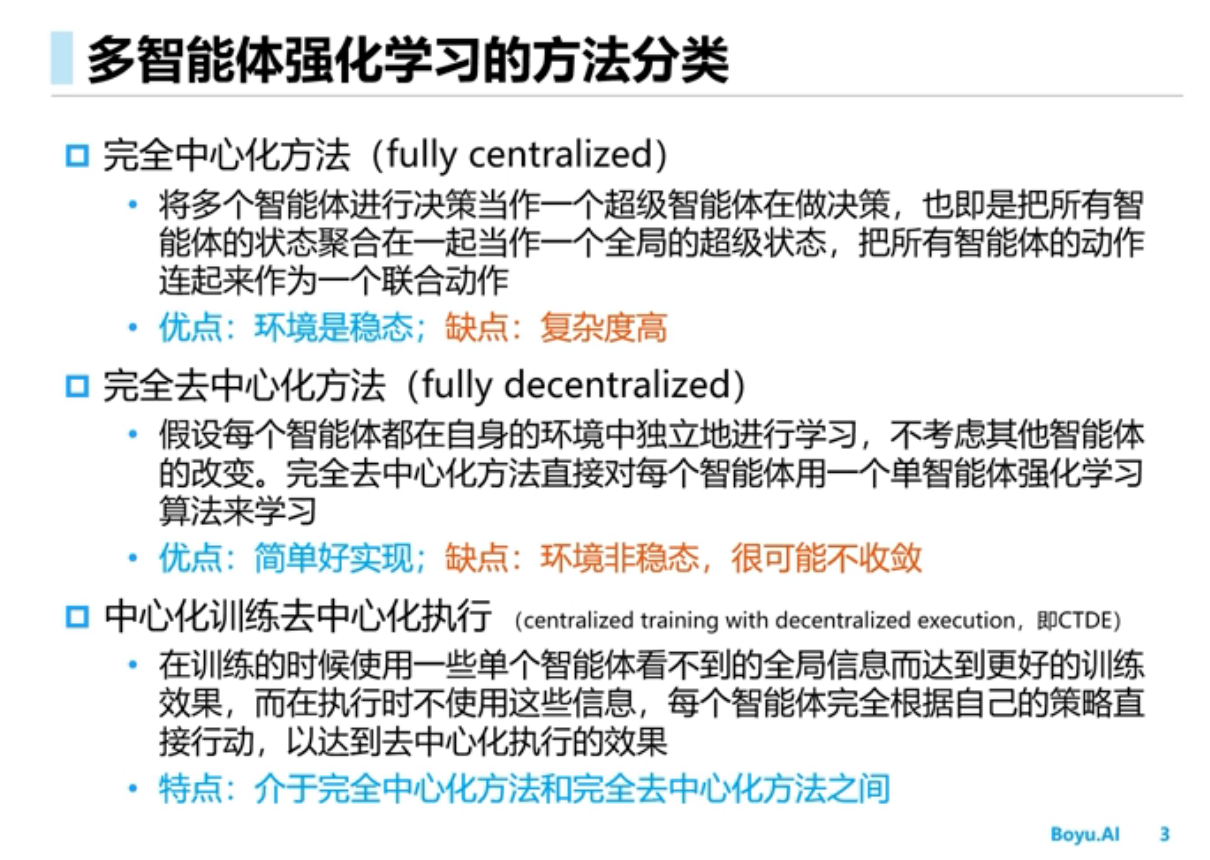 多智能体强化学习的方法分类
完全中心化方法（fully centralized）
• 将多个智能体进行决策当作一个超级智能体在做决策，也即是把所有智
能体的状态聚合在一起当作一个全局的超级状态，把所有智能体的动作
连起来作为一个联合动作
• 优点：环境是稳态；缺点：复杂度高
完全去中心化方法（fully decentralized）
• 假设每个智能体都在自身的环境中独立地进行学习，不考虑其他智能体
的改变。完全去中心化方法直接对每个智能体用一个单智能体强化学习
算法来学习
• 优点：简单好实现；缺点：环境非稳态，很可能不收敛
中心化训练去中心化执行 （centralized training with decentralized execution，即CTDE）
• 在训练的时候使用一些单个智能体看不到的全局信息而达到更好的训练
效果，而在执行时不使用这些信息，每个智能体完全根据自己的策略直
接行动，以达到去中心化执行的效果
• 特点：介于完全中心化方法和完全去中心化方法之间
Boyu.AI 3